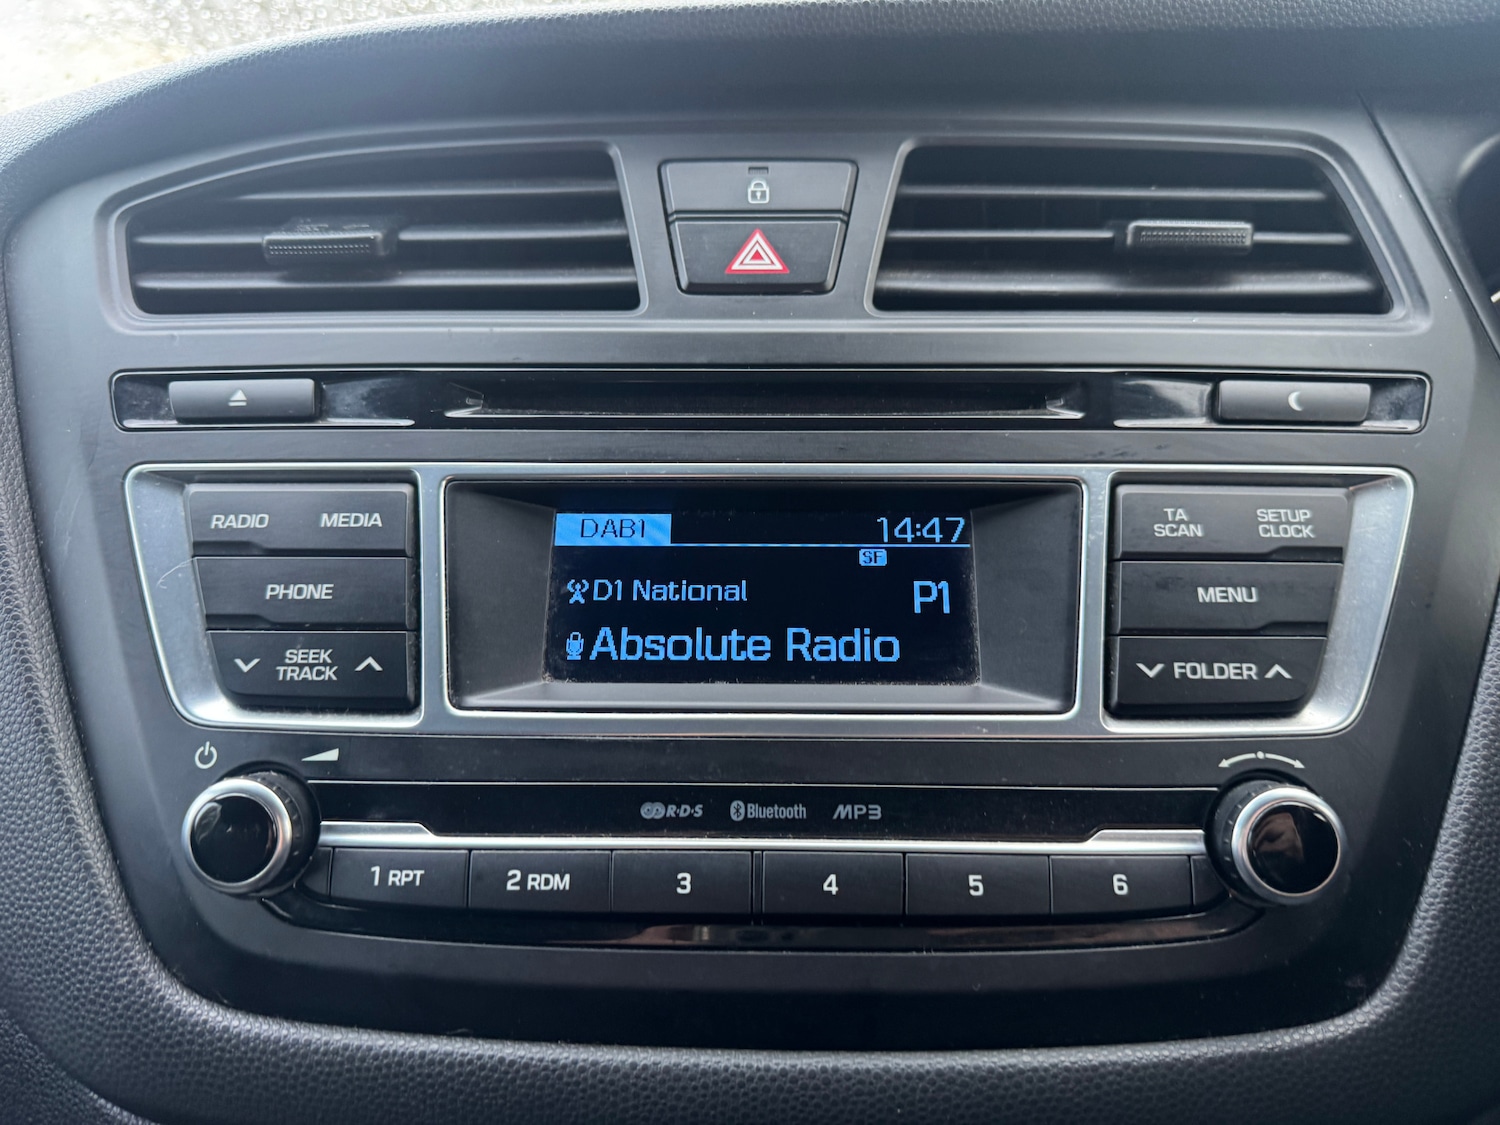 RADIO MEDIA
PHONE
SEEK
TRACK
DAB1 14:47
SF
D1 National P1
Absolute Radio
TA
SCAN
SETUP
CLOCK
MENU
FOLDER
R·D·S Bluetooth MP3
1 RPT 2 RDM 3 4 5 6